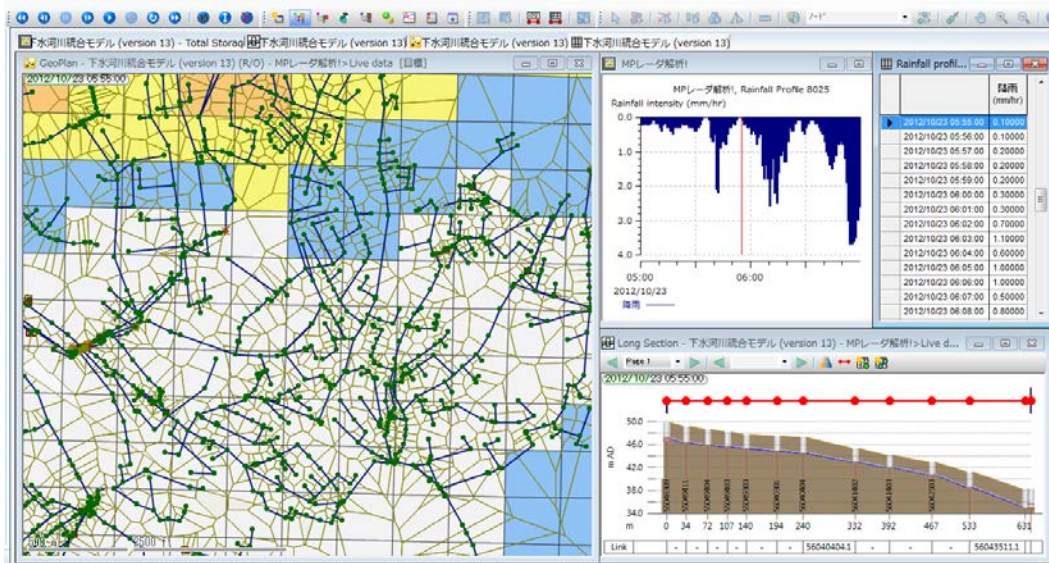 ノード
下水河川統合モデル (version 13) - Total Storag
下水河川統合モデル (version 13)
下水河川統合モデル (version 13)
下水河川統合モデル (version 13)
GeoPlan - 下水河川統合モデル (version 13) (R/O) - MPレーダ解析!>Live data [目標]
MPレーダ解析!
MPレーダ解析!, Rainfall Profile 8025
Rainfall intensity (mm/hr)
0.0
1.0
2.0
3.0
4.0
05:00
06:00
2012/10/23
降雨
Rainfall profil...
降雨
(mm/hr)
2012/10/23 05:55:00 0.10000
2012/10/23 05:56:00 0.10000
2012/10/23 05:57:00 0.20000
2012/10/23 05:58:00 0.20000
2012/10/23 05:59:00 0.20000
2012/10/23 06:00:00 0.30000
2012/10/23 06:01:00 0.30000
2012/10/23 06:02:00 0.70000
2012/10/23 06:03:00 1.10000
2012/10/23 06:04:00 0.60000
2012/10/23 06:05:00 1.00000
2012/10/23 06:06:00 1.00000
2012/10/23 06:07:00 0.50000
2012/10/23 06:08:00 0.80000
Long Section - 下水河川統合モデル (version 13) - MPレーダ解析!>Live d...
Page 1
2012/10/23 05:55:00
50.0
46.0
42.0
38.0
34.0
m AD
m 0 34 72 107 140 194 240 332 392 467 533 631
Link - - - - - 56040404.1 - - - 56043511.1